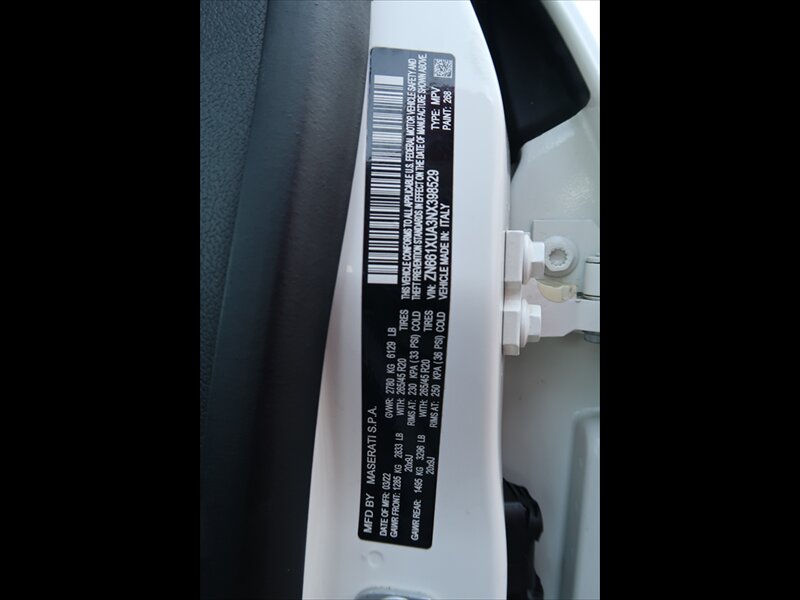 MFD BY MASERATI S.P.A.
DATE OF MFR: 03/22 GVWR: 2780 KG 6129 LB
GAWR FRONT: 1285 KG 2833 LB WITH: 265/45 R20 TIRES
20x9J RIMS AT: 230 KPA (33 PSI) COLD
GAWR REAR: 1495 KG 3296 LB WITH: 265/45 R20 TIRES
20x9J RIMS AT: 250 KPA (36 PSI) COLD
THIS VEHICLE CONFORMS TO ALL APPLICABLE U.S. FEDERAL MOTOR VEHICLE SAFETY AND
THEFT PREVENTION STANDARDS IN EFFECT ON THE DATE OF MANUFACTURE SHOWN ABOVE.
VIN: ZN661XUA3NX398529 TYPE: MPV
VEHICLE MADE IN: ITALY PAINT: 268